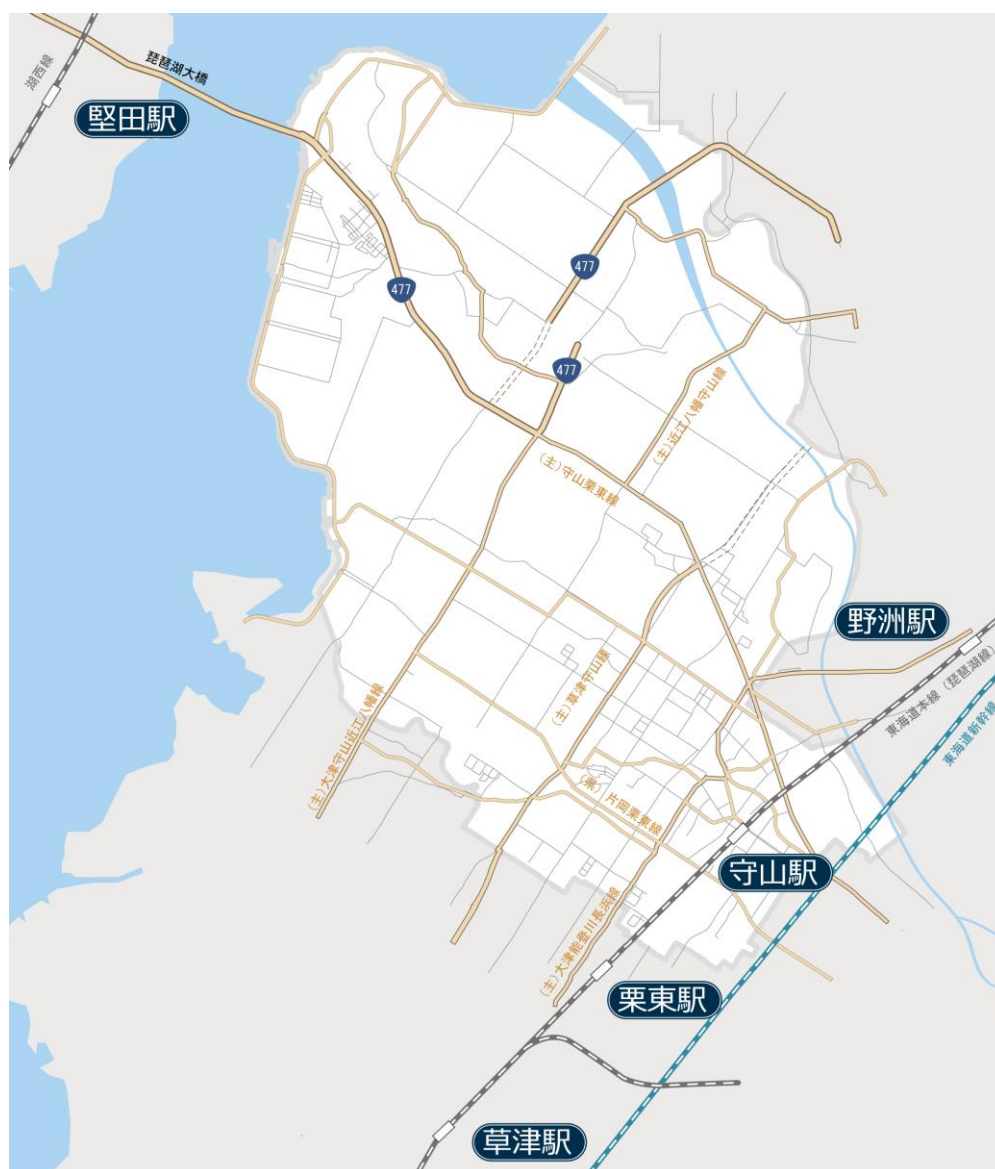 湖西線
琵琶湖大橋
堅田駅
477
477
477
(主)近江八幡守山線
(主)守山栗東線
野洲駅
東海道本線（琵琶湖線）
東海道新幹線
(主)草津守山線
(主)大津守山近江八幡線
(県) 片岡栗東線
守山駅
(主)大津能登川長浜線
栗東駅
草津駅